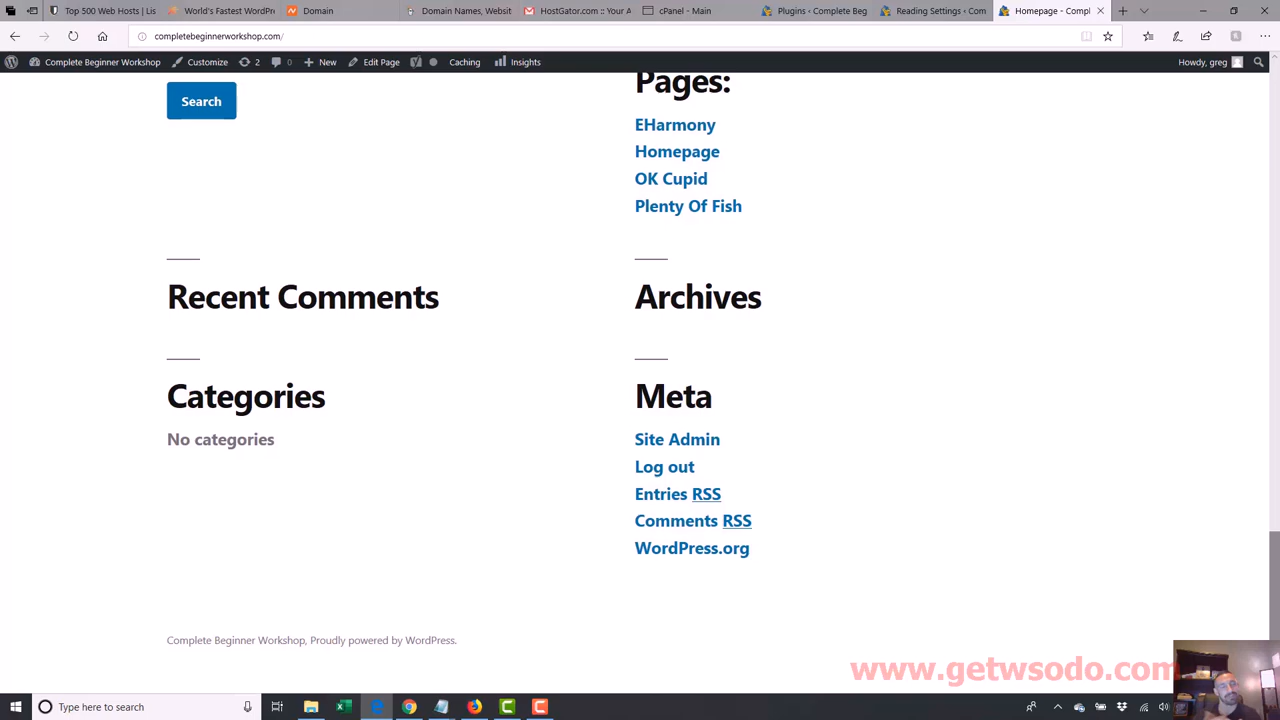 Top 500 Web Hosts | Lis
World's Fastest WordPr
Domain
Domain Names, Websit
HostGator.com :: Your A
cPanel - Main
Plugins ‹ Complete Beg
Reading Settings ‹ Com
Homepage - Compl
completebeginnerworkshop.com/
Complete Beginner Workshop
Customize
2
0
New
Edit Page
Caching
Insights
Howdy, greg
Search
Pages:
EHarmony
Homepage
OK Cupid
Plenty Of Fish
Recent Comments
Archives
Categories
No categories
Meta
Site Admin
Log out
Entries RSS
Comments RSS
WordPress.org
Complete Beginner Workshop, Proudly powered by WordPress.
www.getwsodo.com
Type here to search